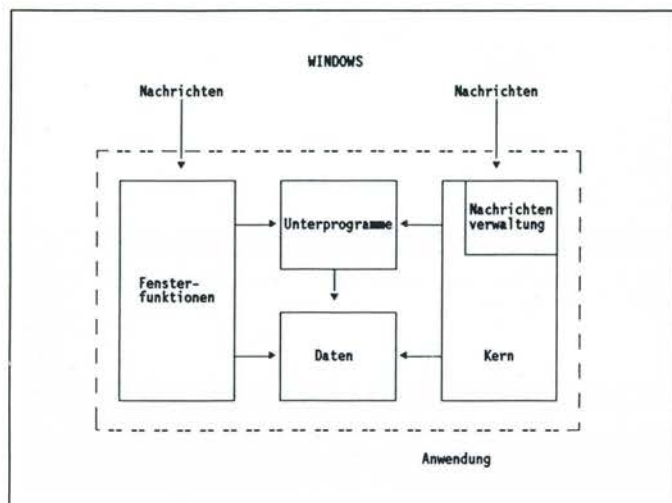 WINDOWS
Nachrichten
Nachrichten
Unterprogramme
Nachrichten
verwaltung
Fenster-
funktionen
Daten
Kern
Anwendung